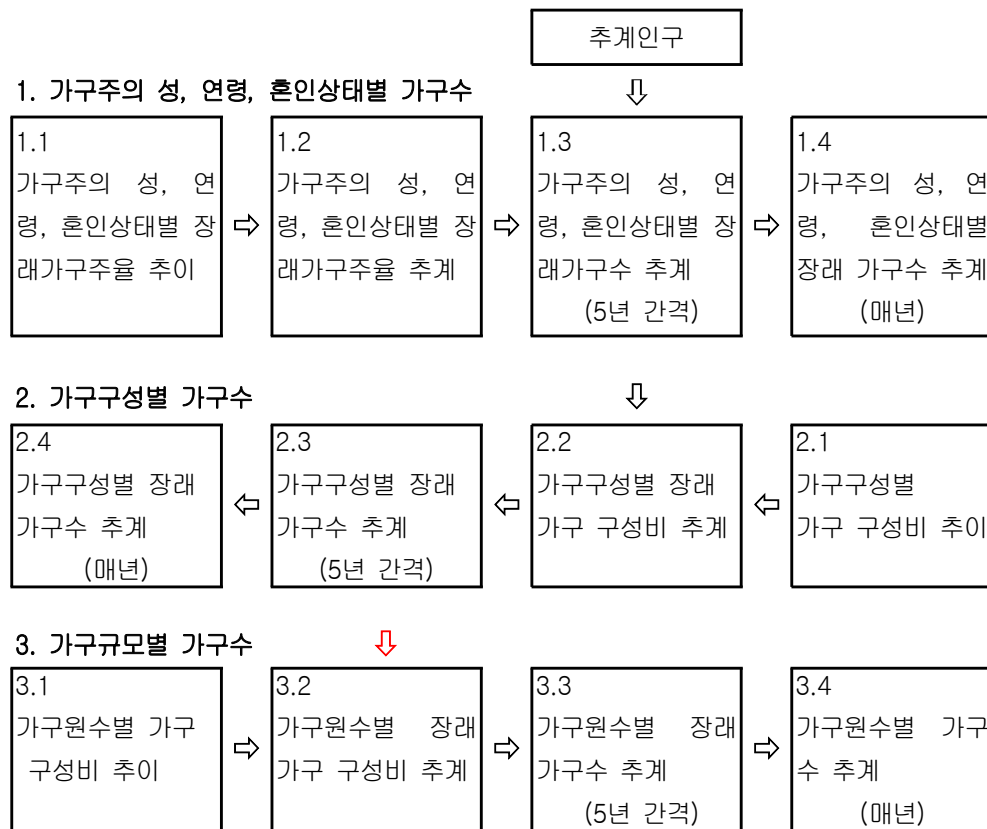 추계인구
1. 가구주의 성, 연령, 혼인상태별 가구수
⇩
1.1
가구주의 성, 연
령, 혼인상태별 장
래가구주율 추이
⇨
1.2
가구주의 성, 연
령, 혼인상태별 장
래가구주율 추계
⇨
1.3
가구주의 성, 연
령, 혼인상태별 장
래가구수 추계
(5년 간격)
⇨
1.4
가구주의 성, 연
령, 혼인상태별
장래 가구수 추계
(매년)
2. 가구구성별 가구수
⇩
2.4
가구구성별 장래
가구수 추계
(매년)
⇦
2.3
가구구성별 장래
가구수 추계
(5년 간격)
⇦
2.2
가구구성별 장래
가구 구성비 추계
⇦
2.1
가구구성별
가구 구성비 추이
3. 가구규모별 가구수
⇩
3.1
가구원수별 가구
구성비 추이
⇨
3.2
가구원수별 장래
가구 구성비 추계
⇨
3.3
가구원수별 장래
가구수 추계
(5년 간격)
⇨
3.4
가구원수별 가구
수 추계
(매년)